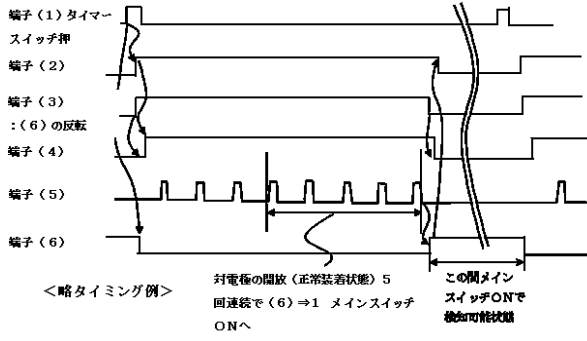 端子（1）タイマー
スイッチ押
端子（2）
端子（3）
：（6）の反転
端子（4）
端子（5）
端子（6）
＜略タイミング例＞
対電極の開放（正常装着状態）5
回連続で（6）⇒1 メインスイッチ
ONへ
この間メイン
スイッチONで
検知可能状態